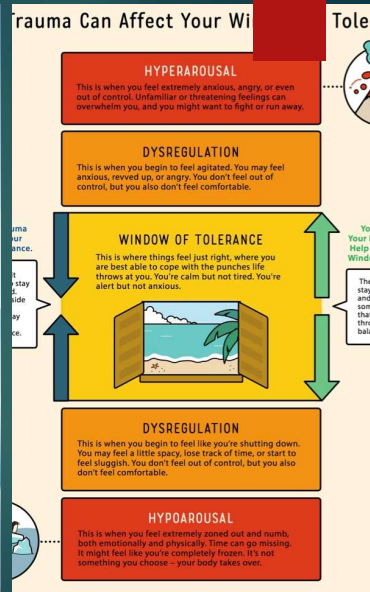 Trauma Can Affect Your Tole
HYPERAROUSAL
This is when you feel extremely anxious, angry, or even
out of control. Unfamiliar or threatening feelings can
overwhelm you, and you might want to fight or run away.
DYSREGULATION
This is when you begin to feel agitated. You may feel
anxious, revved up, or angry. You don't feel out of
control, but you also don't feel comfortable.
WINDOW OF TOLERANCE
This is where things feel just right, where you
are best able to cope with the punches life
throws at you. You're calm but not tired. You're
alert but not anxious.
DYSREGULATION
This is when you begin to feel like you're shutting down.
You may feel a little spacy, lose track of time, or start to
feel sluggish. You don't feel out of control, but you also
don't feel comfortable.
HYPOAROUSAL
This is when you feel extremely zoned out and numb,
both emotionally and physically. Time can go missing.
It might feel like you're completely frozen. It's not
something you choose – your body takes over.